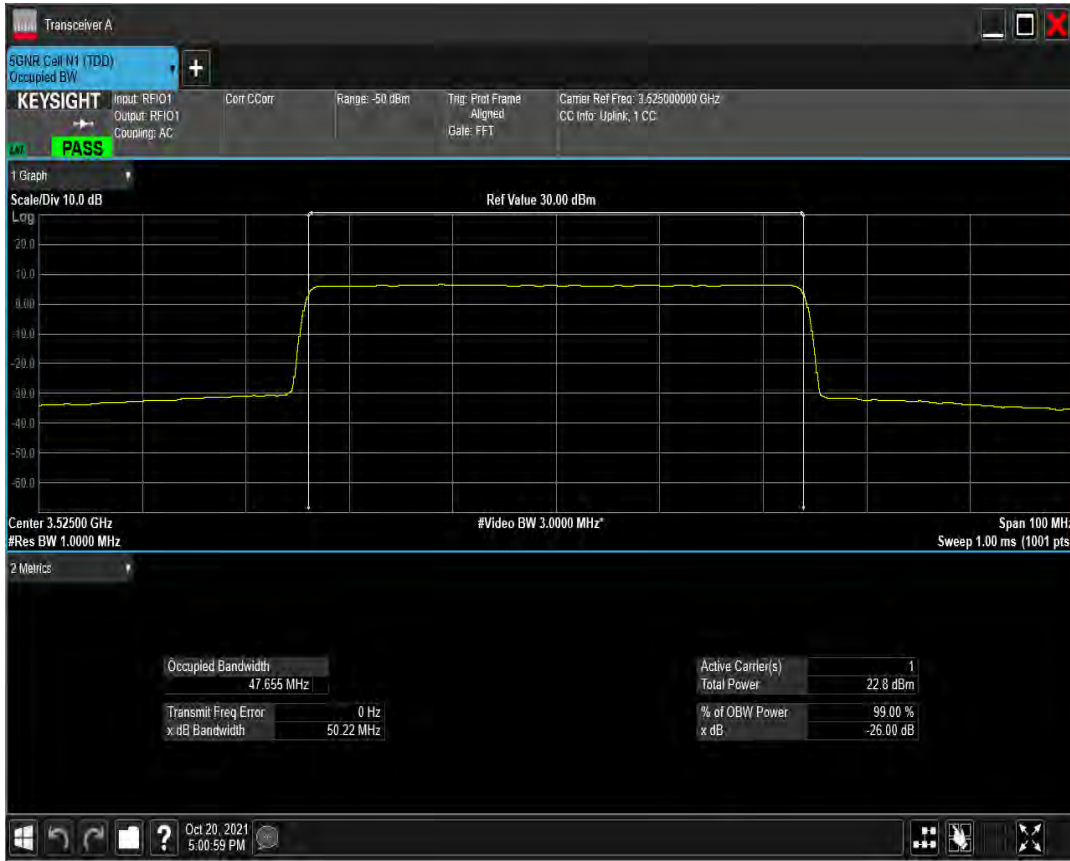 Transceiver A
5GNR Cell N1 (TDD)
Occupied BW
KEYSIGHT
Input: RFIO1
Output: RFIO1
Coupling: AC
Corr CCorr
Range: -50 dBm
Trig: Prot Frame
Aligned
Gate: FFT
Carrier Ref Freq: 3.525000000 GHz
CC Info: Uplink, 1 CC
PASS
1 Graph
Scale/Div 10.0 dB
Ref Value 30.00 dBm
Log
20.0
10.0
0.00
-10.0
-20.0
-30.0
-40.0
-50.0
-60.0
Center 3.52500 GHz
#Video BW 3.0000 MHz*
Span 100 MHz
#Res BW 1.0000 MHz
Sweep 1.00 ms (1001 pts
2 Metrics
Occupied Bandwidth
47.655 MHz
Transmit Freq Error 0 Hz
x dB Bandwidth 50.22 MHz
Active Carrier(s) 1
Total Power 22.8 dBm
% of OBW Power 99.00 %
x dB -26.00 dB
Oct 20, 2021
5:00:59 PM